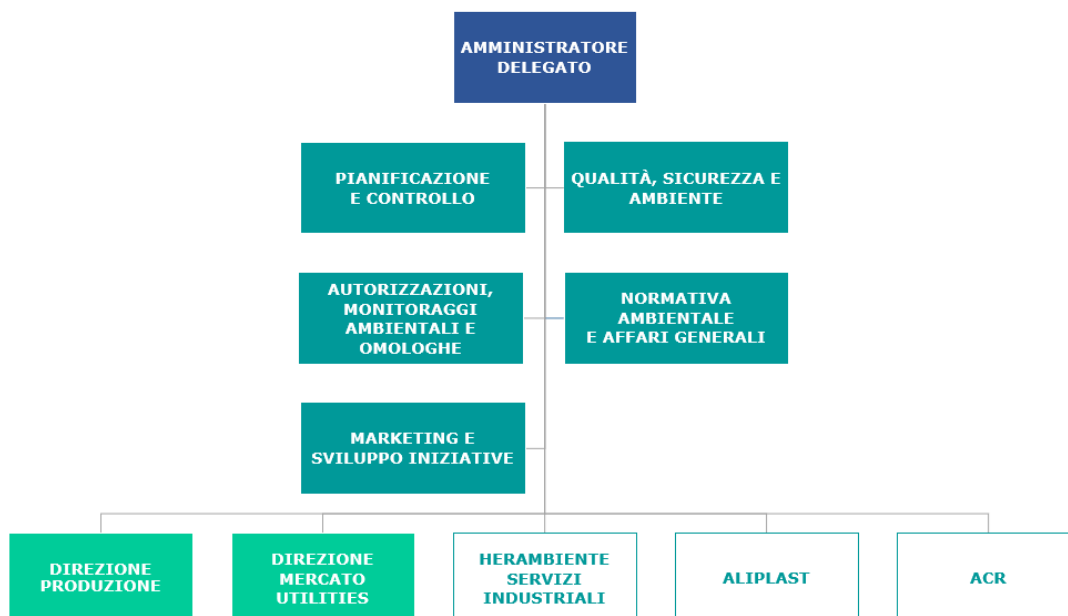 AMMINISTRATORE
DELEGATO
PIANIFICAZIONE
E CONTROLLO
QUALITÀ, SICUREZZA E
AMBIENTE
AUTORIZZAZIONI,
MONITORAGGI
AMBIENTALI E
OMOLOGHE
NORMATIVA
AMBIENTALE
E AFFARI GENERALI
MARKETING E
SVILUPPO INIZIATIVE
DIREZIONE
PRODUZIONE
DIREZIONE
MERCATO
UTILITIES
HERAMBIENTE
SERVIZI
INDUSTRIALI
ALIPLAST
ACR